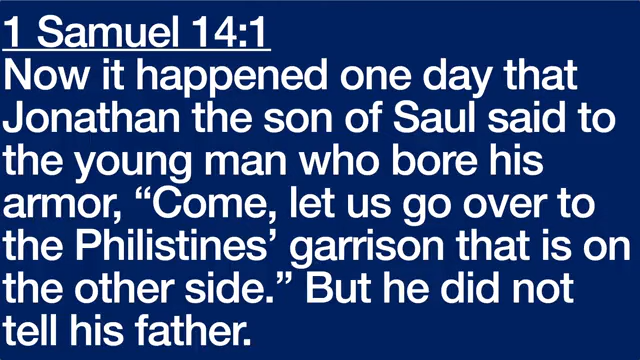 1 Samuel 14:1
Now it happened one day that
Jonathan the son of Saul said to
the young man who bore his
armor, “Come, let us go over to
the Philistines’ garrison that is on
the other side.” But he did not
tell his father.